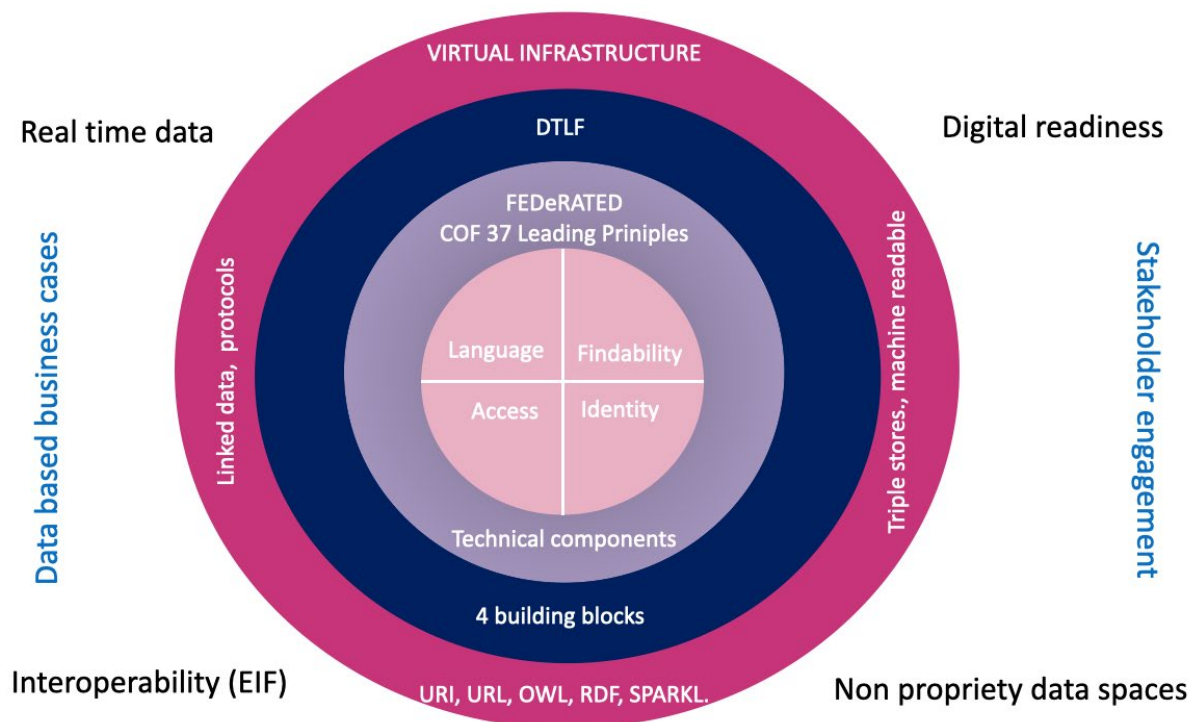 VIRTUAL INFRASTRUCTURE
Real time data
DTLF
Digital readiness
FEDeRATED
COF 37 Leading Priniples
Data based business cases
Linked data, protocols
Language
Findability
Access
Identity
Triple stores., machine readable
Stakeholder engagement
Technical components
4 building blocks
Interoperability (EIF)
URI, URL, OWL, RDF, SPARKL.
Non propriety data spaces